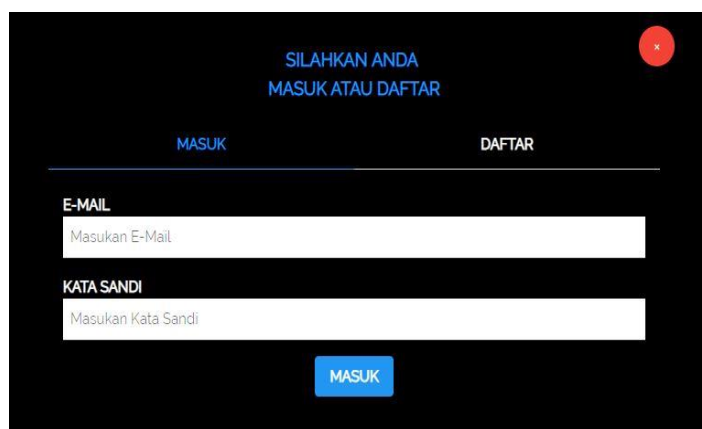 SILAHKAN ANDA
MASUK ATAU DAFTAR
×
MASUK
DAFTAR
E-MAIL
Masukan E-Mail
KATA SANDI
Masukan Kata Sandi
MASUK